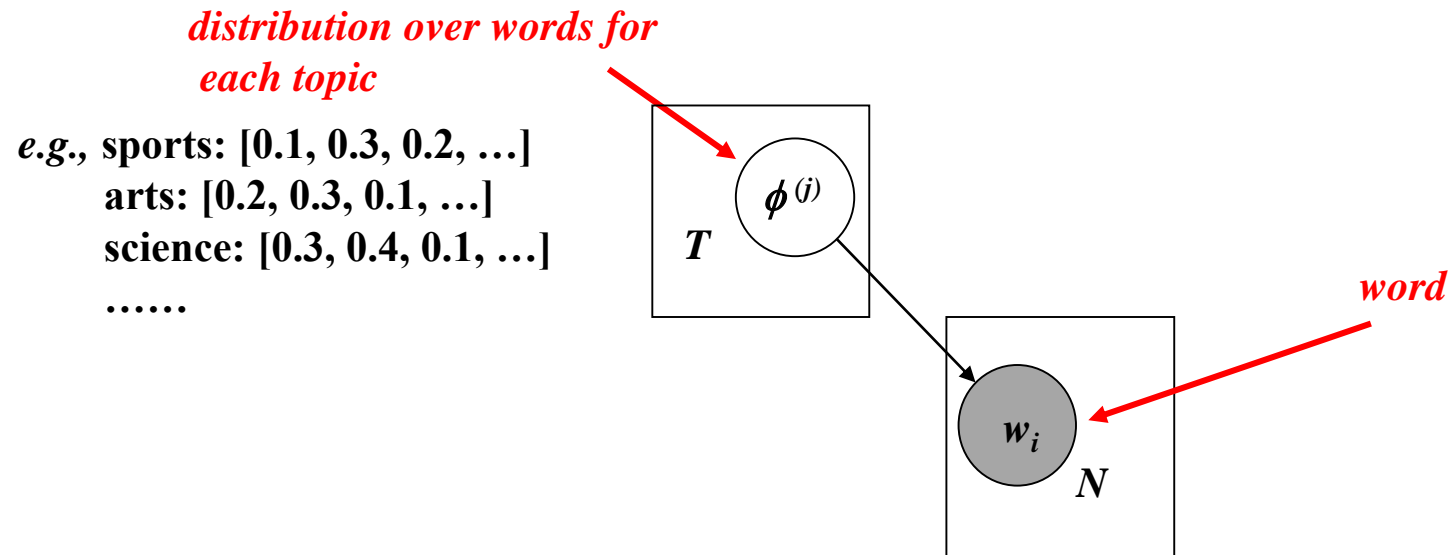 distribution over words for
each topic
e.g., sports: [0.1, 0.3, 0.2, …]
arts: [0.2, 0.3, 0.1, …]
science: [0.3, 0.4, 0.1, …]
……
ϕ(j)
T
word
wi
N